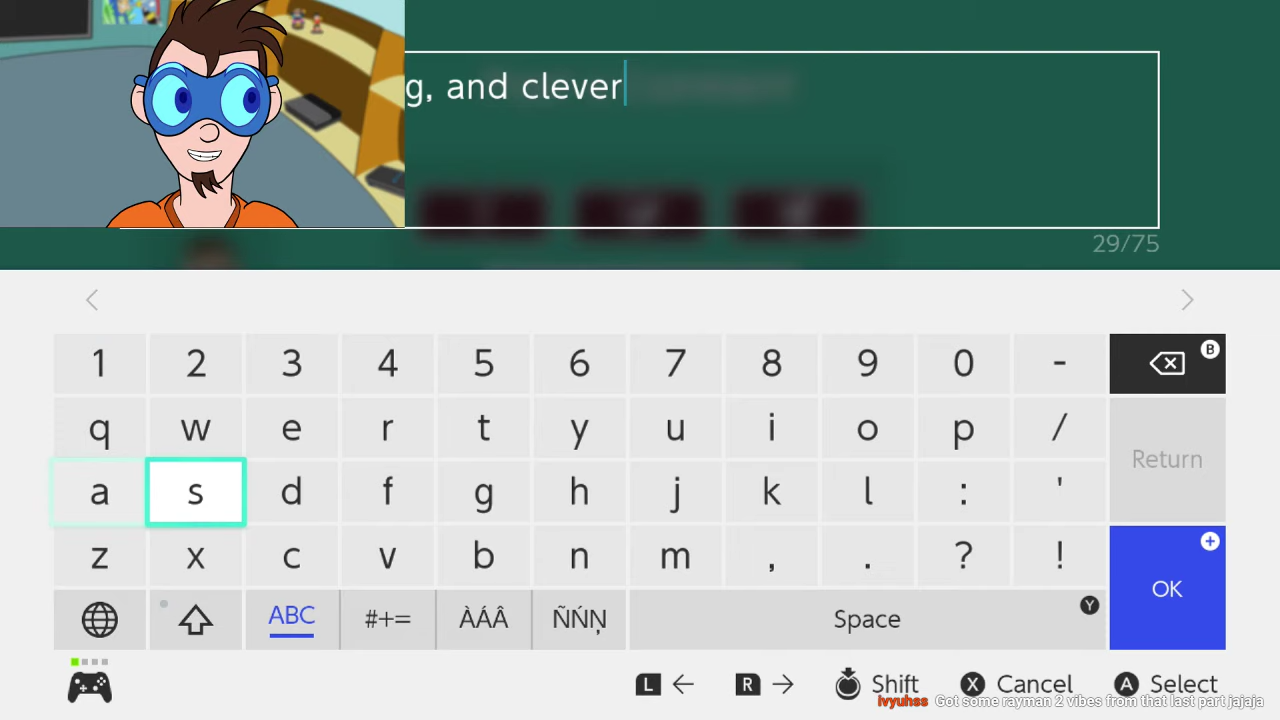 g, and clever
29/75
1 2 3 4 5 6 7 8 9 0 - B
q w e r t y u i o p / Return
a s d f g h j k l : '
z x c v b n m , . ? ! + OK
ABC #+= ÀÁÂ ÑŃŅ Space Y
L ← R → Shift X Cancel A Select
lvyuhss Got some rayman 2 vibes from that last part jajaja